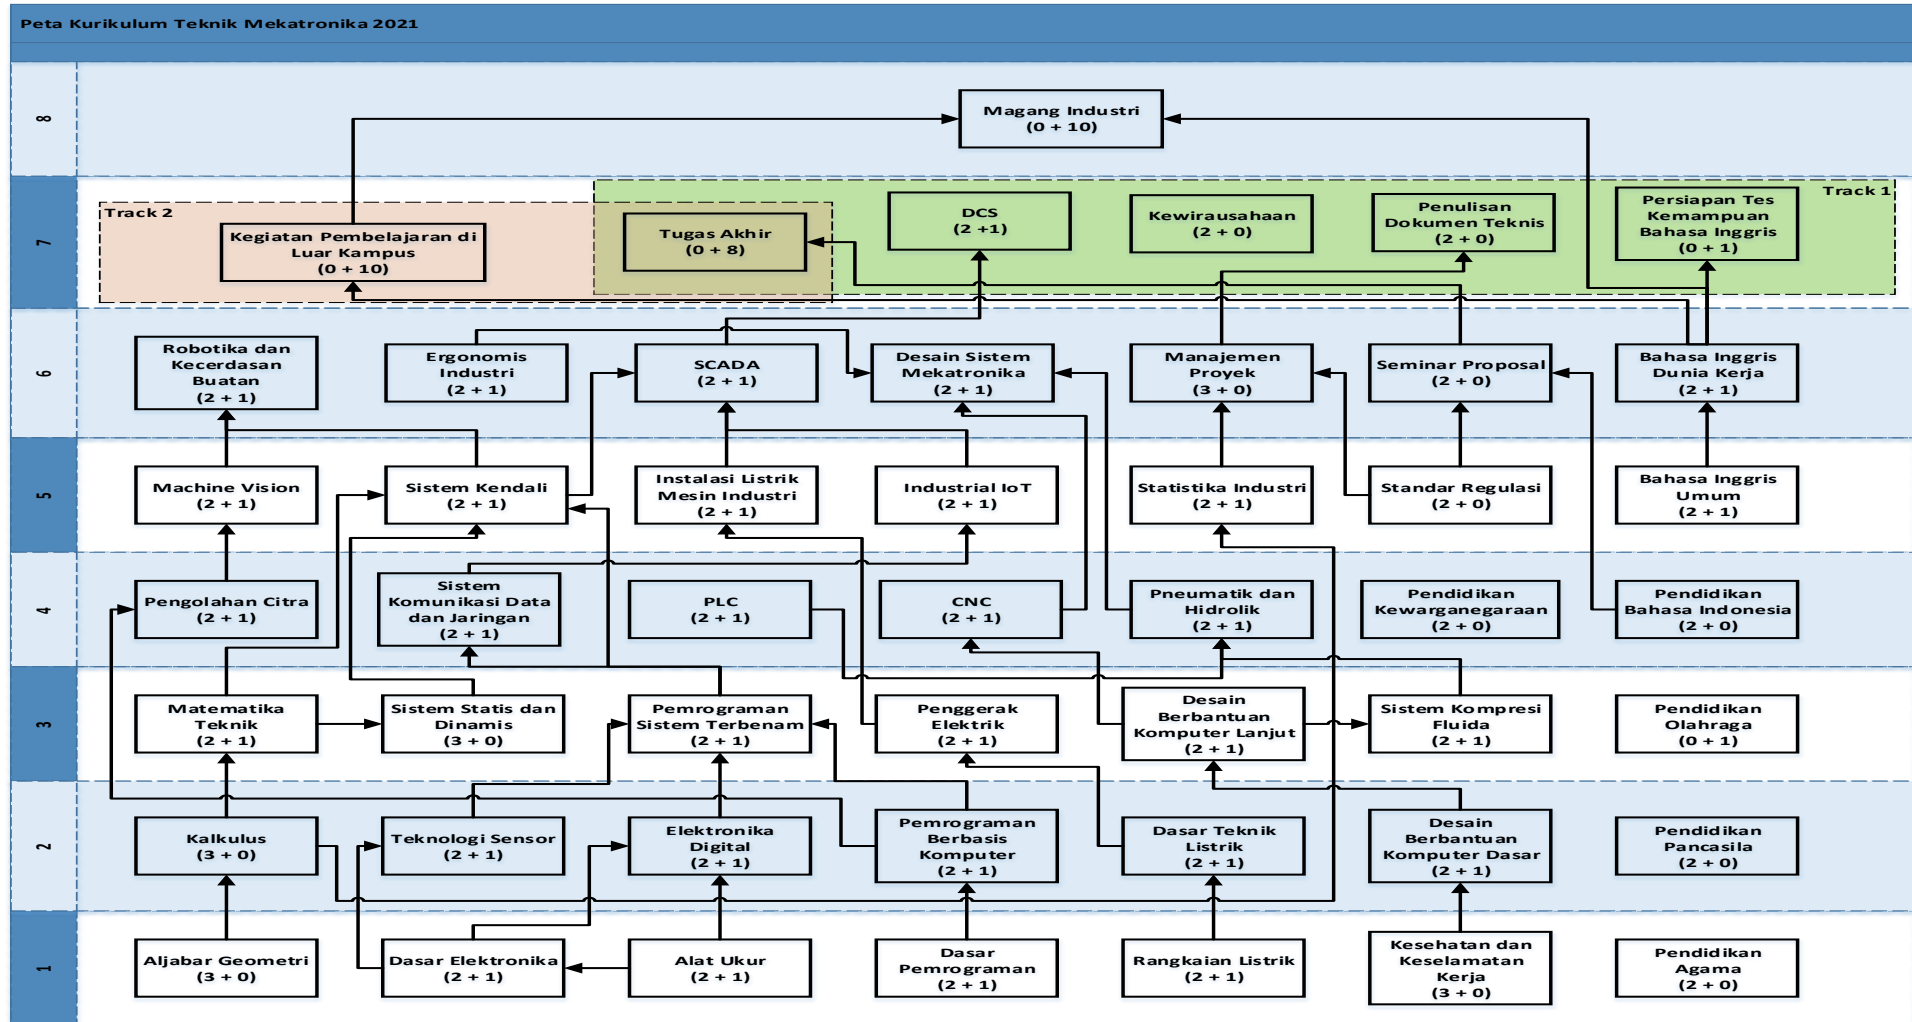 Peta Kurikulum Teknik Mekatronika 2021
8
Magang Industri
(0 + 10)
7
Track 2
Track 1
Kegiatan Pembelajaran di
Luar Kampus
(0 + 10)
Tugas Akhir
(0 + 8)
DCS
(2 +1)
Kewirausahaan
(2 + 0)
Penulisan
Dokumen Teknis
(2 + 0)
Persiapan Tes
Kemampuan
Bahasa Inggris
(0 + 1)
6
Robotika dan
Kecerdasan
Buatan
(2 + 1)
Ergonomis
Industri
(2 + 1)
SCADA
(2 + 1)
Desain Sistem
Mekatronika
(2 + 1)
Manajemen
Proyek
(3 + 0)
Seminar Proposal
(2 + 0)
Bahasa Inggris
Dunia Kerja
(2 + 1)
5
Machine Vision
(2 + 1)
Sistem Kendali
(2 + 1)
Instalasi Listrik
Mesin Industri
(2 + 1)
Industrial IoT
(2 + 1)
Statistika Industri
(2 + 1)
Standar Regulasi
(2 + 0)
Bahasa Inggris
Umum
(2 + 1)
4
Pengolahan Citra
(2 + 1)
Sistem
Komunikasi Data
dan Jaringan
(2 + 1)
PLC
(2 + 1)
CNC
(2 + 1)
Pneumatik dan
Hidrolik
(2 + 1)
Pendidikan
Kewarganegaraan
(2 + 0)
Pendidikan
Bahasa Indonesia
(2 + 0)
3
Matematika
Teknik
(2 + 1)
Sistem Statis dan
Dinamis
(3 + 0)
Pemrograman
Sistem Terbenam
(2 + 1)
Penggerak
Elektrik
(2 + 1)
Desain
Berbantuan
Komputer Lanjut
(2 + 1)
Sistem Kompresi
Fluida
(2 + 1)
Pendidikan
Olahraga
(0 + 1)
2
Kalkulus
(3 + 0)
Teknologi Sensor
(2 + 1)
Elektronika
Digital
(2 + 1)
Pemrograman
Berbasis
Komputer
(2 + 1)
Dasar Teknik
Listrik
(2 + 1)
Desain
Berbantuan
Komputer Dasar
(2 + 1)
Pendidikan
Pancasila
(2 + 0)
1
Aljabar Geometri
(3 + 0)
Dasar Elektronika
(2 + 1)
Alat Ukur
(2 + 1)
Dasar
Pemrograman
(2 + 1)
Rangkaian Listrik
(2 + 1)
Kesehatan dan
Keselamatan
Kerja
(3 + 0)
Pendidikan
Agama
(2 + 0)